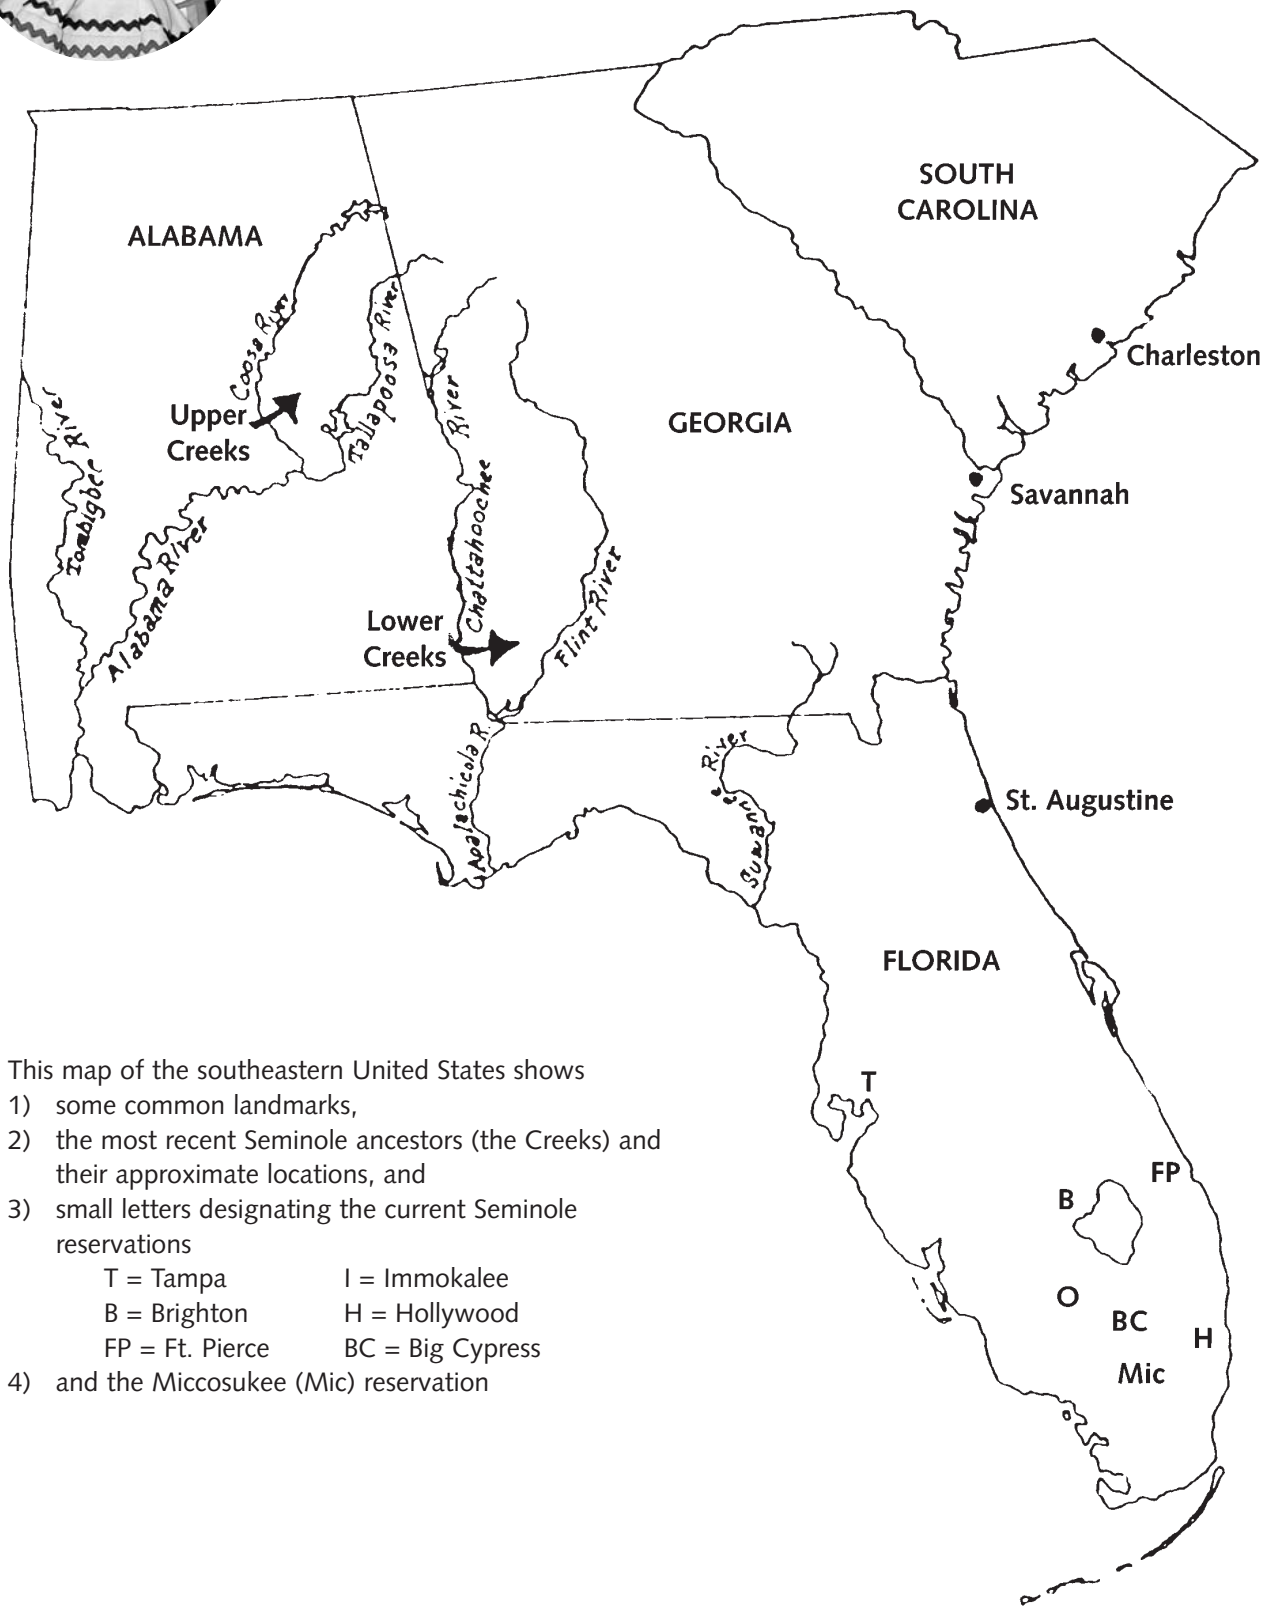 SOUTH
CAROLINA
ALABAMA
Coosa River
Tallapoosa River
Charleston
Upper
Creeks
River
Chattahoochee
GEORGIA
Tombigbee River
Savannah
Alabama River
Lower
Creeks
Flint River
Apalachicola R.
Suwannee River
St. Augustine
FLORIDA
This map of the southeastern United States shows
1) some common landmarks,
2) the most recent Seminole ancestors (the Creeks) and
their approximate locations, and
3) small letters designating the current Seminole
reservations
T = Tampa I = Immokalee
B = Brighton H = Hollywood
FP = Ft. Pierce BC = Big Cypress
4) and the Miccosukee (Mic) reservation
T
FP
B
O
BC
H
Mic